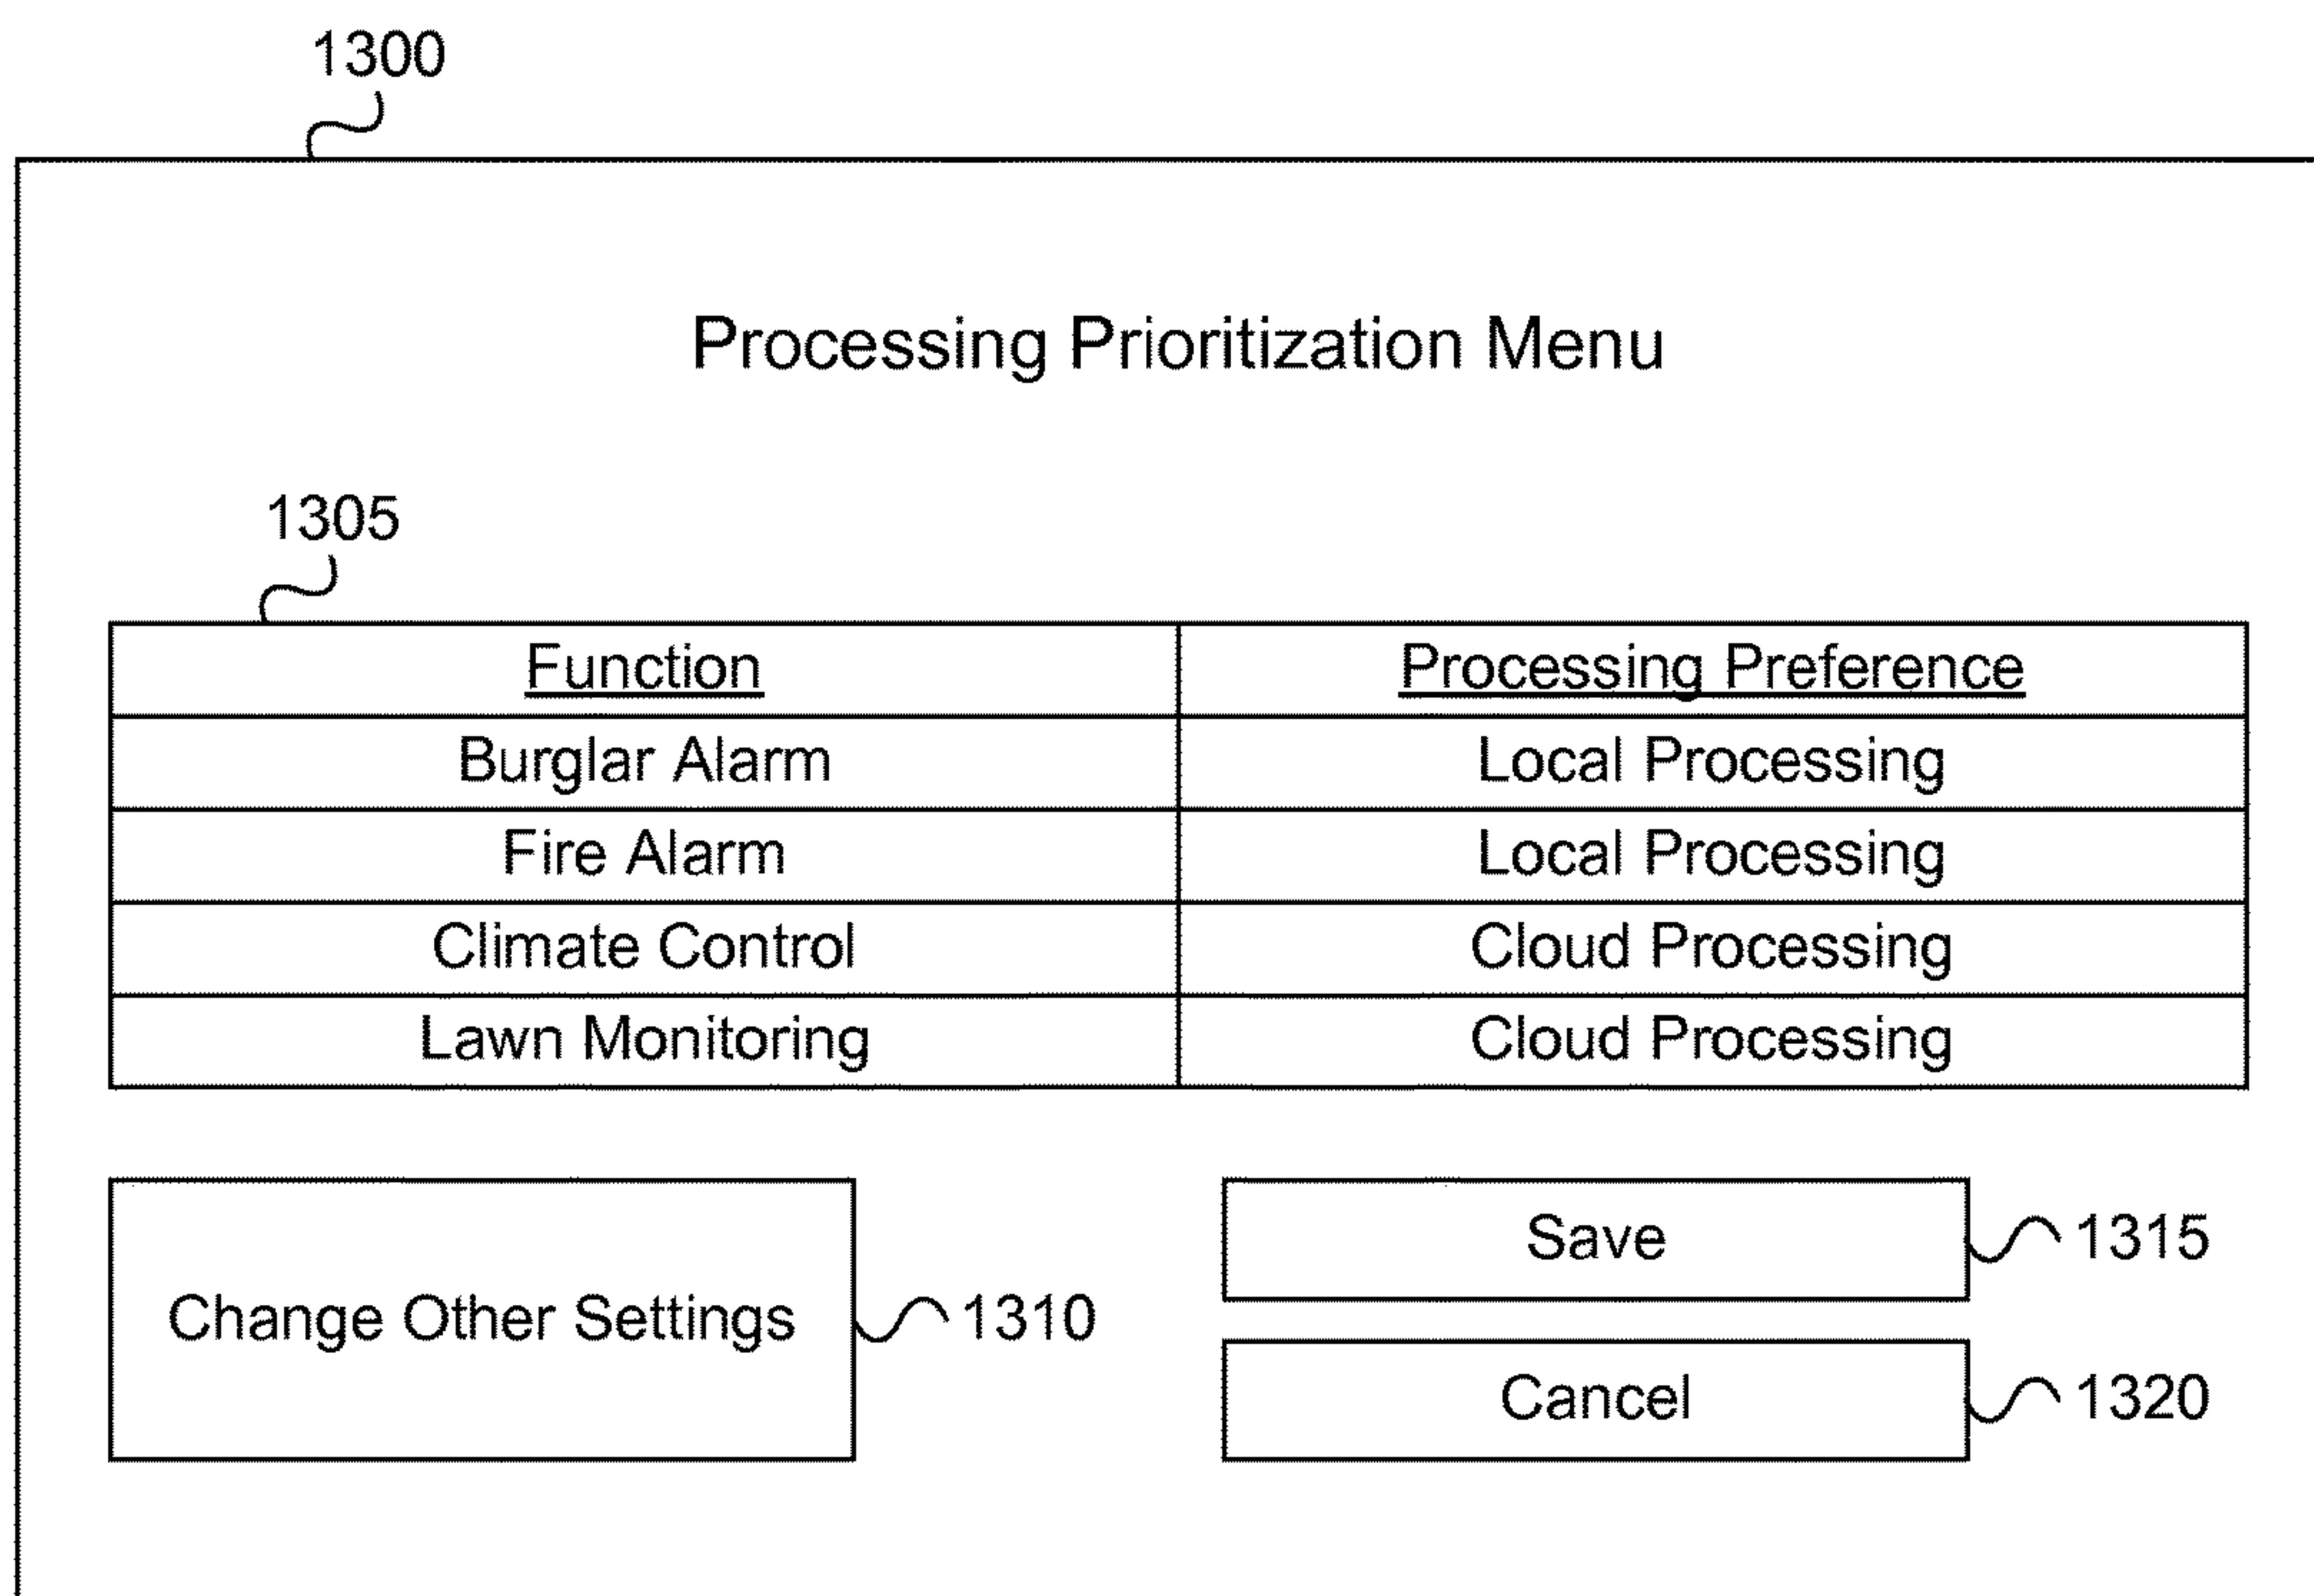 1300
Processing Prioritization Menu
1305
Function Processing Preference
Burglar Alarm Local Processing
Fire Alarm Local Processing
Climate Control Cloud Processing
Lawn Monitoring Cloud Processing
Change Other Settings 1310
Save 1315
Cancel 1320